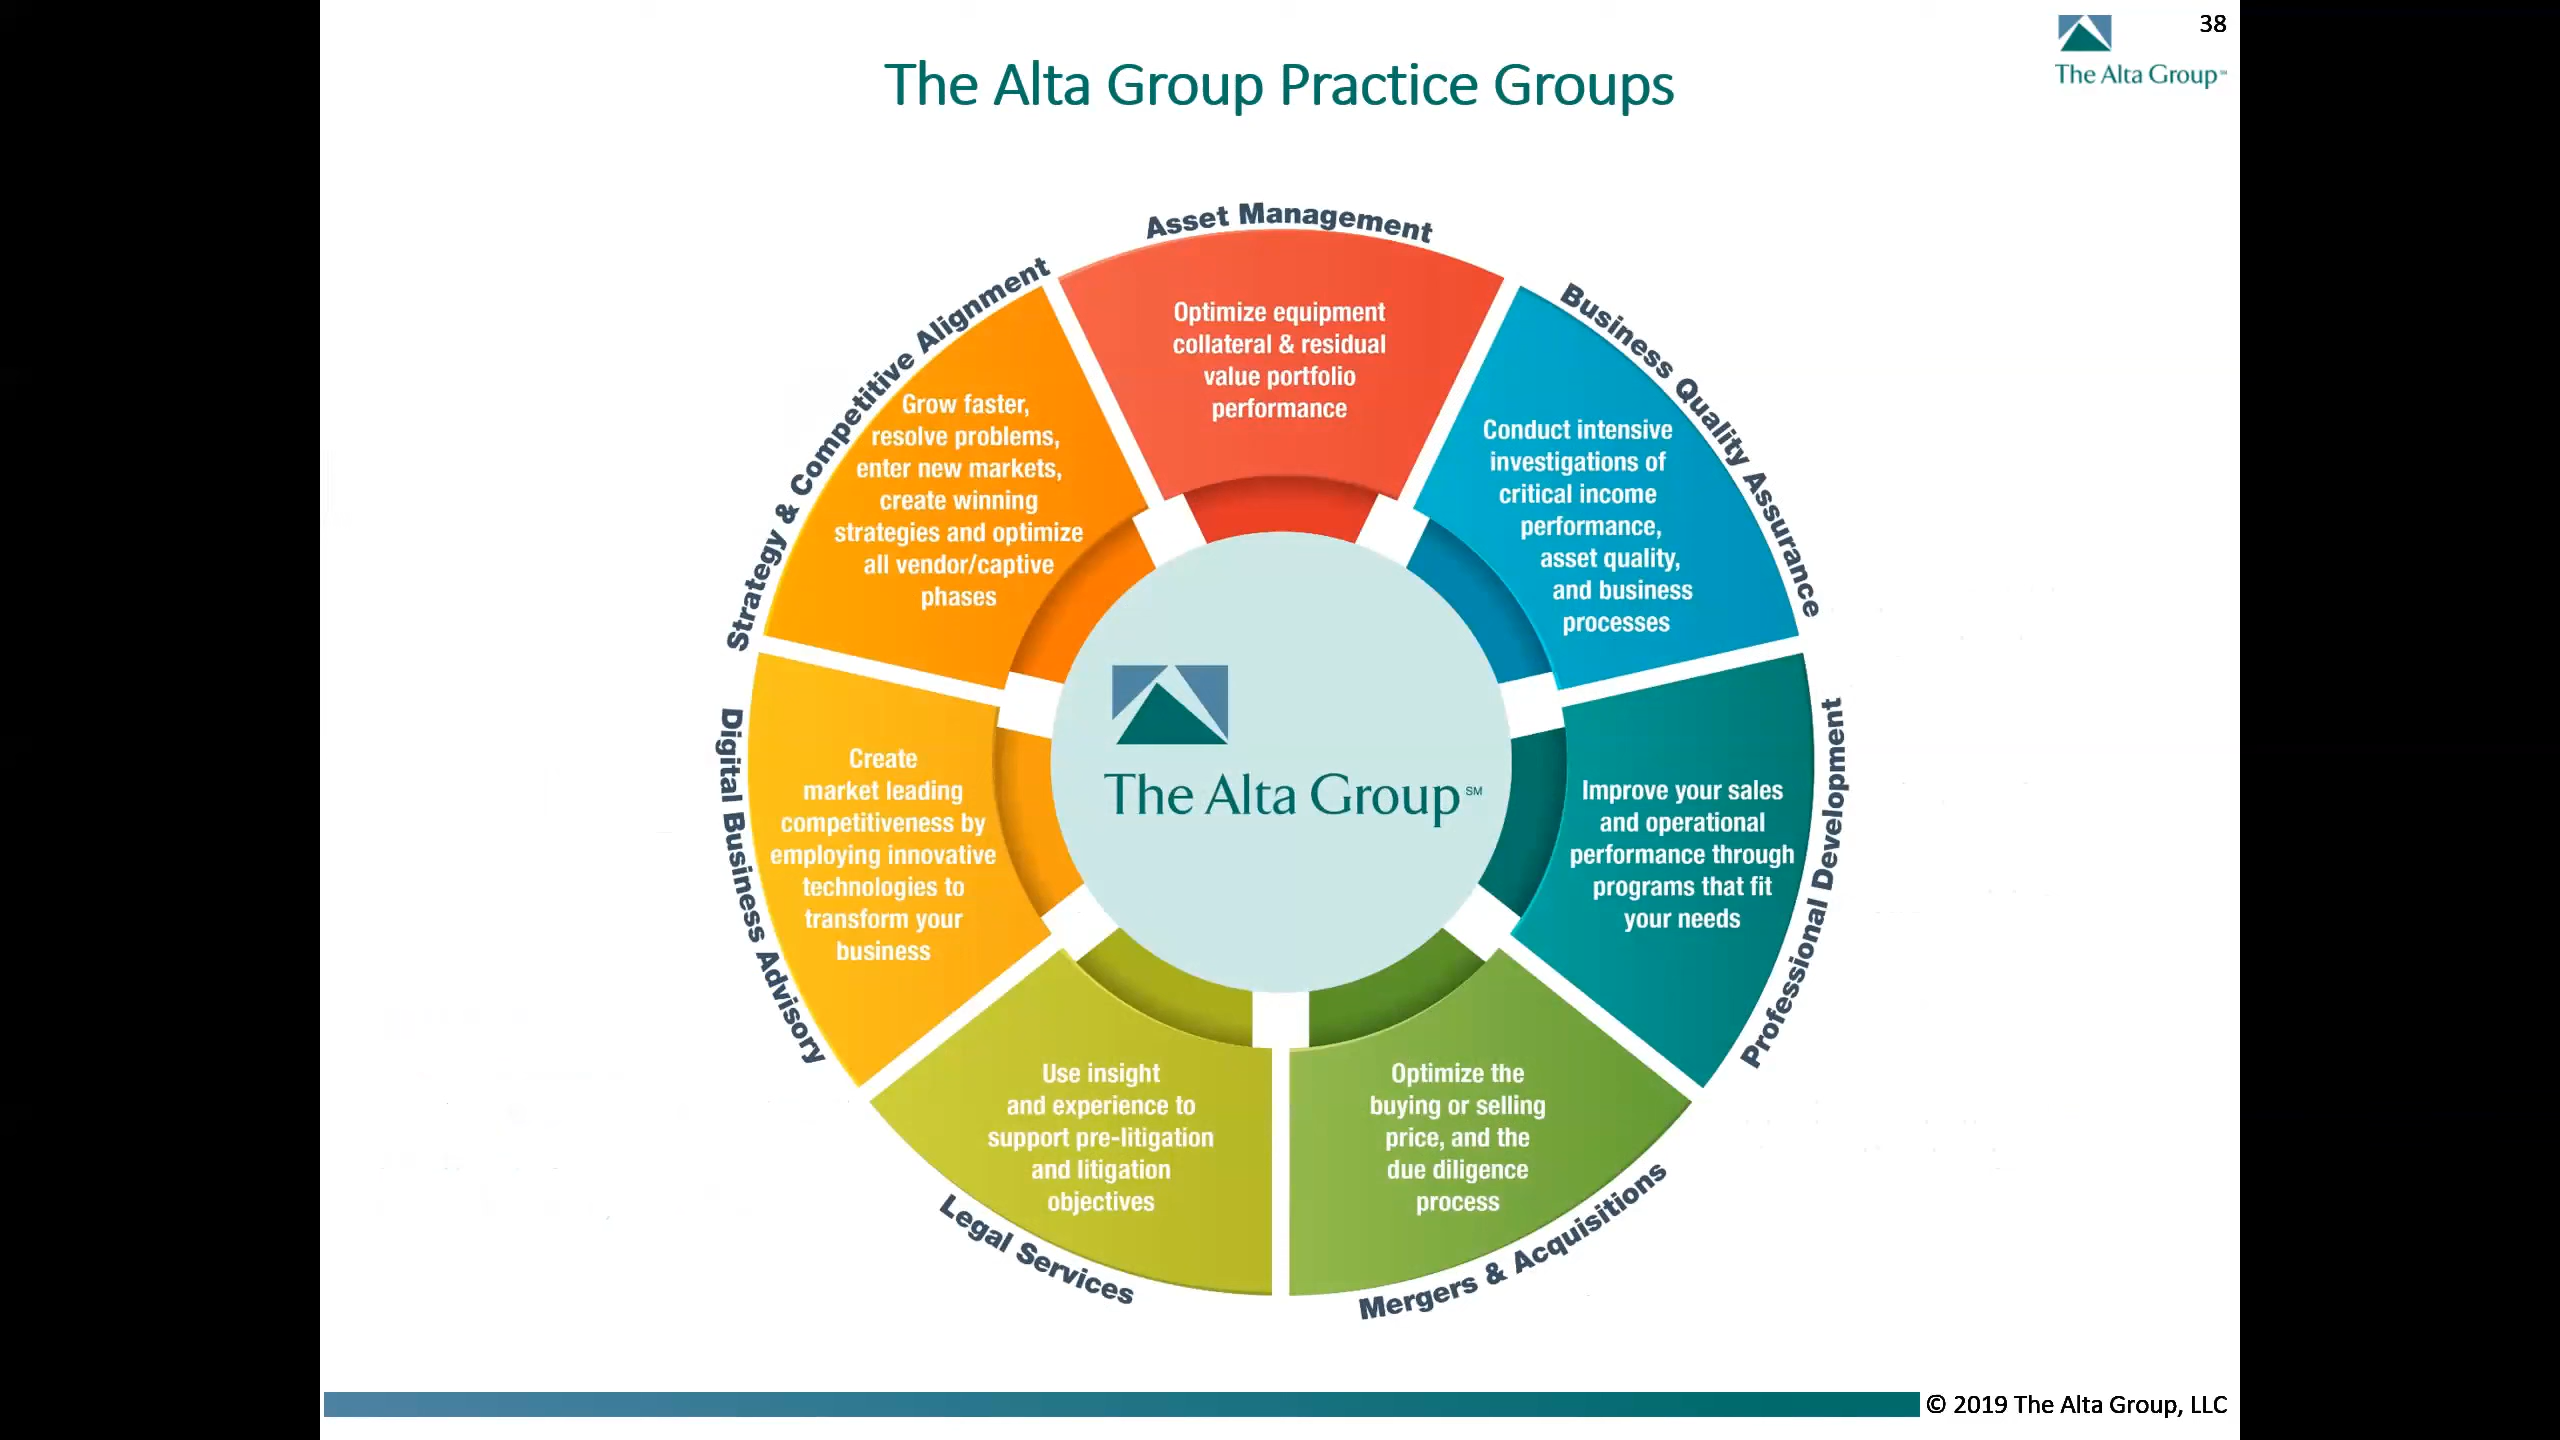 38
The Alta Group℠
The Alta Group Practice Groups
Asset Management
Optimize equipment
collateral & residual
value portfolio
performance
Business Quality Assurance
Conduct intensive
investigations of
critical income
performance,
asset quality,
and business
processes
Professional Development
Improve your sales
and operational
performance through
programs that fit
your needs
Mergers & Acquisitions
Optimize the
buying or selling
price, and the
due diligence
process
Legal Services
Use insight
and experience to
support pre-litigation
and litigation
objectives
Digital Business Advisory
Create
market leading
competitiveness by
employing innovative
technologies to
transform your
business
Strategy & Competitive Alignment
Grow faster,
resolve problems,
enter new markets,
create winning
strategies and optimize
all vendor/captive
phases
The Alta Group℠
© 2019 The Alta Group, LLC